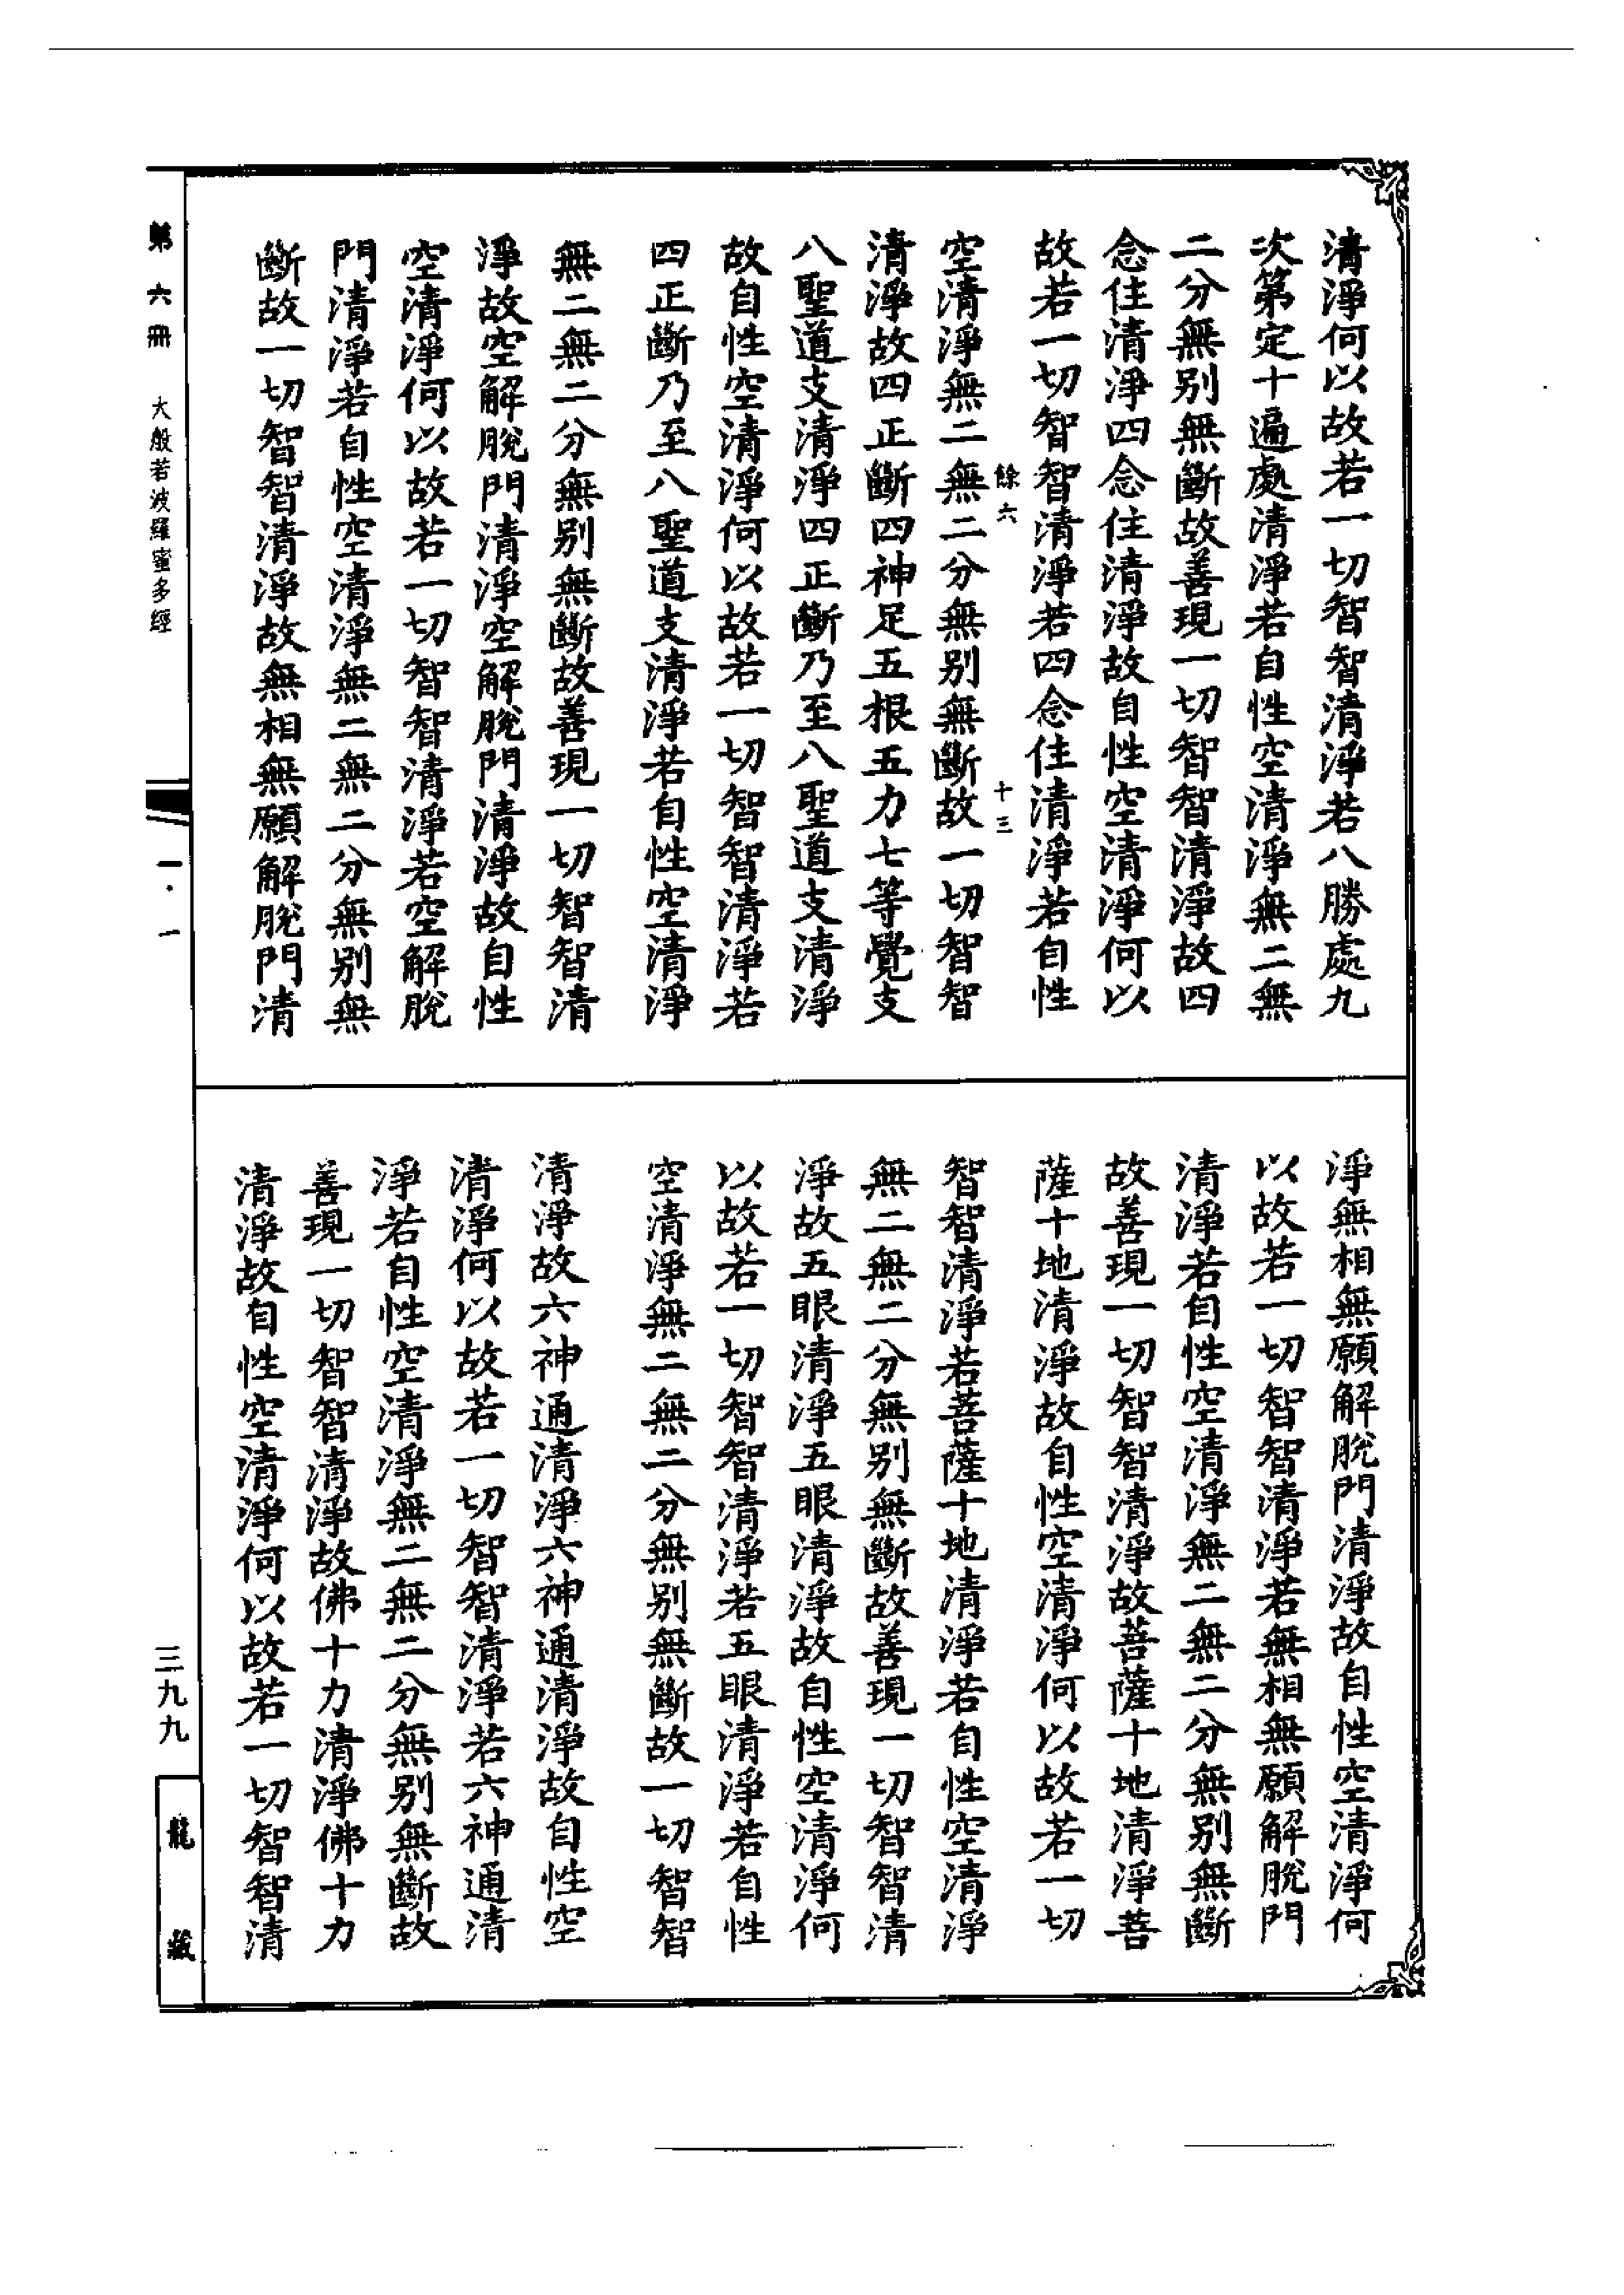 清淨何以故若一切智智清淨若八勝處九
次第定十遍處清淨若自性空清淨無二無
二分無别無斷故善現一切智智清淨故四
念住清淨四念住清淨故自性空清淨何以
故若一切智智清淨若四念住清淨若自性
餘六 十三
空清淨無二無二分無别無斷故一切智智
清淨故四正斷四神足五根五力七等覺支
八聖道支清淨四正斷乃至八聖道支清淨
故自性空清淨何以故若一切智智清淨若
四正斷乃至八聖道支清淨若自性空清淨
無二無二分無别無斷故善現一切智智清
淨故空解脫門清淨空解脫門清淨故自性
空清淨何以故若一切智智清淨若空解脫
門清淨若自性空清淨無二無二分無别無
斷故一切智智清淨故無相無願解脫門清
淨無相無願解脫門清淨故自性空清淨何
以故若一切智智清淨若無相無願解脫門
清淨若自性空清淨無二無二分無别無斷
故善現一切智智清淨故菩薩十地清淨菩
薩十地清淨故自性空清淨何以故若一切
智智清淨若菩薩十地清淨若自性空清淨
無二無二分無别無斷故善現一切智智清
淨故五眼清淨五眼清淨故自性空清淨何
以故若一切智智清淨若五眼清淨若自性
空清淨無二無二分無别無斷故一切智智
清淨故六神通清淨六神通清淨故自性空
清淨何以故若一切智智清淨若六神通清
淨若自性空清淨無二無二分無别無斷故
善現一切智智清淨故佛十力清淨佛十力
清淨故自性空清淨何以故若一切智智清
第六冊 大般若波羅蜜多經 一·一 三九九
龍藏